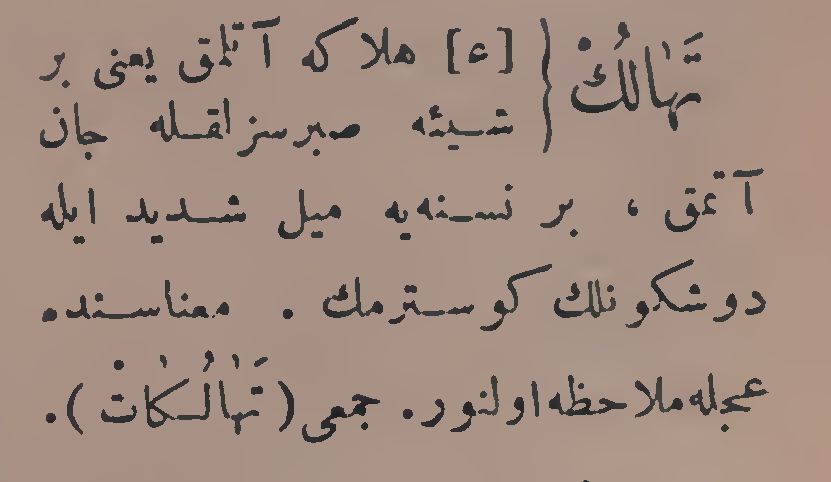 تَهٰالُكْ { [ع] هلاكه آتلمق يعنى بر
شيئه صبرسزلقله جان
آتمق ، بر نسنه‌يه ميل شديد ايله
دوشكونلك كوسترمك . معناسنده
عجله ملاحظه اولنور. جمعى ( تَهٰالُكٰاتْ ).